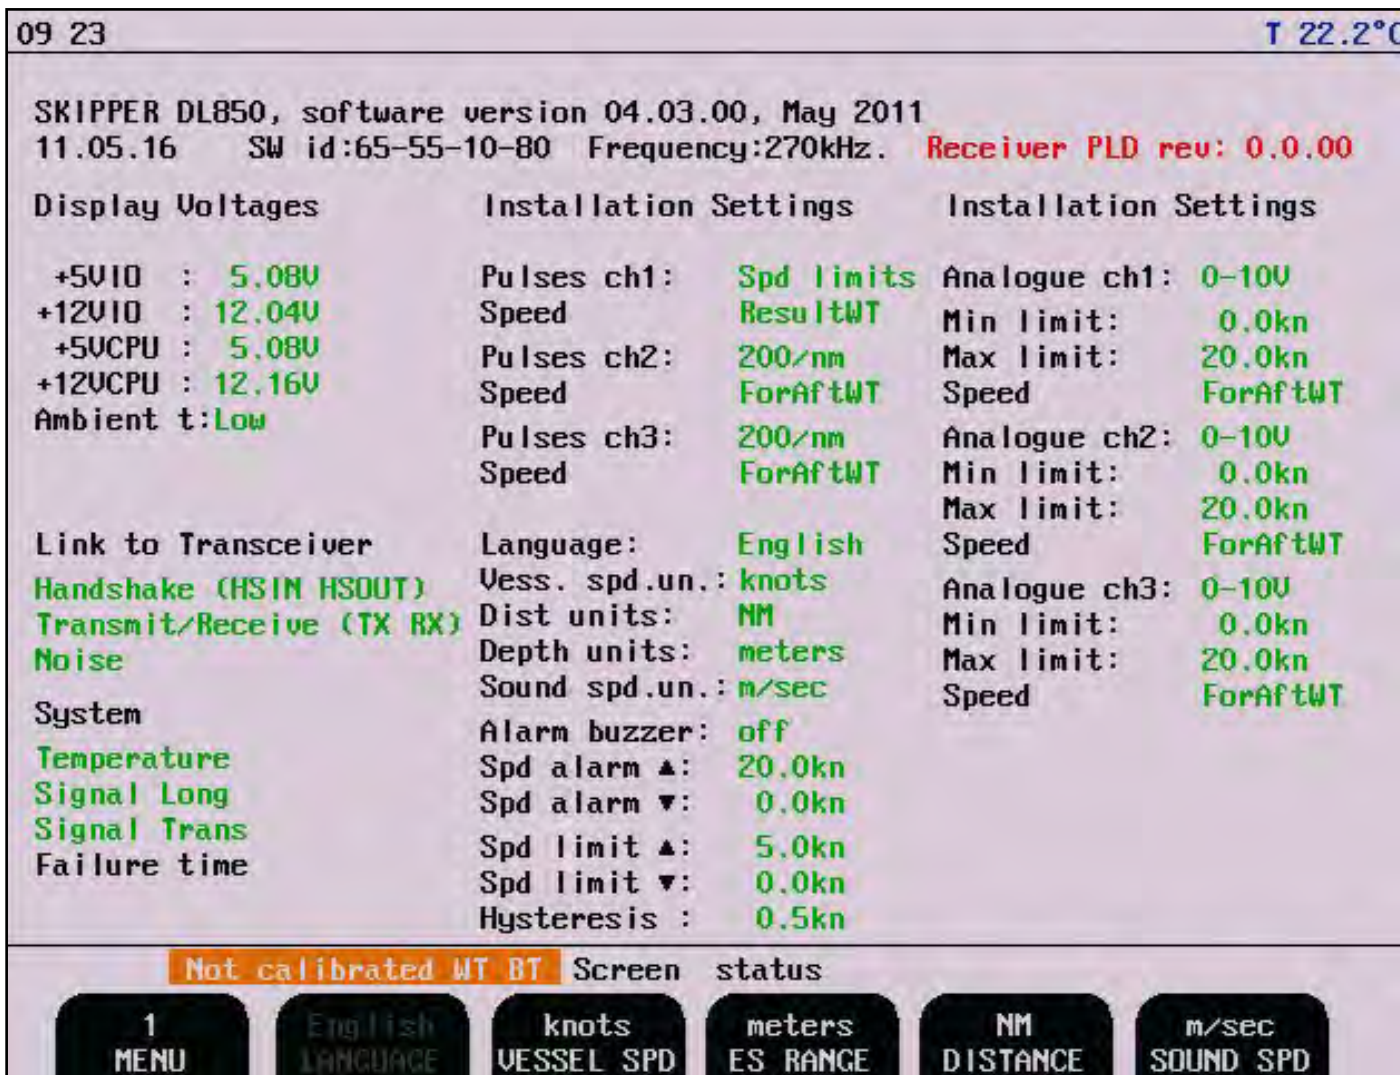 09 23
T 22.2°C
SKIPPER DL850, software version 04.03.00, May 2011
11.05.16 SW id:65-55-10-80 Frequency:270kHz. Receiver PLD rev: 0.0.00
Display Voltages
+5VIO : 5.08V
+12VIO : 12.04V
+5VCPU : 5.08V
+12VCPU : 12.16V
Ambient t:Low
Link to Transceiver
Handshake (HSIN HSOUT)
Transmit/Receive (TX RX)
Noise
System
Temperature
Signal Long
Signal Trans
Failure time
Installation Settings
Pulses ch1: Spd limits
Speed ResultWT
Pulses ch2: 200/nm
Speed ForAftWT
Pulses ch3: 200/nm
Speed ForAftWT
Language: English
Vess. spd.un.: knots
Dist units: NM
Depth units: meters
Sound spd.un.: m/sec
Alarm buzzer: off
Spd alarm ▲: 20.0kn
Spd alarm ▼: 0.0kn
Spd limit ▲: 5.0kn
Spd limit ▼: 0.0kn
Hysteresis : 0.5kn
Installation Settings
Analogue ch1: 0-10V
Min limit: 0.0kn
Max limit: 20.0kn
Speed ForAftWT
Analogue ch2: 0-10V
Min limit: 0.0kn
Max limit: 20.0kn
Speed ForAftWT
Analogue ch3: 0-10V
Min limit: 0.0kn
Max limit: 20.0kn
Speed ForAftWT
Not calibrated WT BT Screen status
1
MENU
English
LANGUAGE
knots
VESSEL SPD
meters
ES RANGE
NM
DISTANCE
m/sec
SOUND SPD